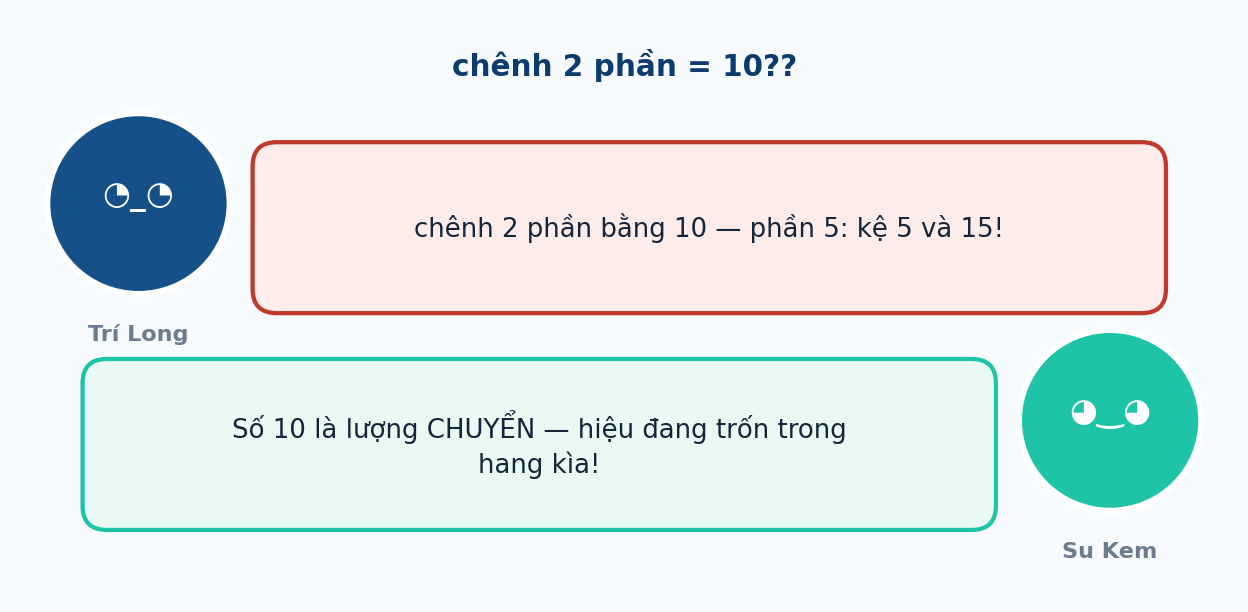 chênh 2 phần = 10??
chênh 2 phần bằng 10 — phần 5: kệ 5 và 15!
Trí Long
Số 10 là lượng CHUYỂN — hiệu đang trốn trong
hang kìa!
Su Kem